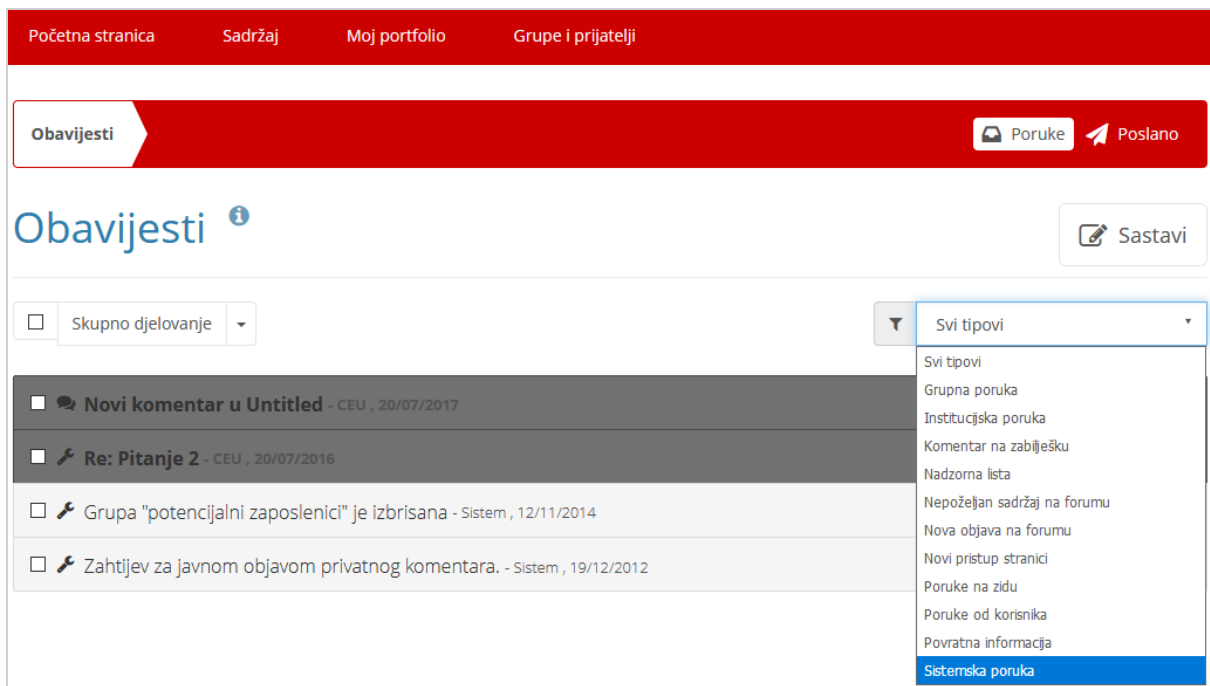 Početna stranica Sadržaj Moj portfolio Grupe i prijatelji
Obavijesti Poruke Poslano
Obavijesti
Sastavi
Skupno djelovanje Svi tipovi
Novi komentar u Untitled - CEU , 20/07/2017
Re: Pitanje 2 - CEU , 20/07/2016
Grupa "potencijalni zaposlenici" je izbrisana - Sistem , 12/11/2014
Zahtijev za javnom objavom privatnog komentara. - Sistem , 19/12/2012
Svi tipovi
Grupna poruka
Institucijska poruka
Komentar na zabilješku
Nadzorna lista
Nepoželjan sadržaj na forumu
Nova objava na forumu
Novi pristup stranici
Poruke na zidu
Poruke od korisnika
Povratna informacija
Sistemska poruka